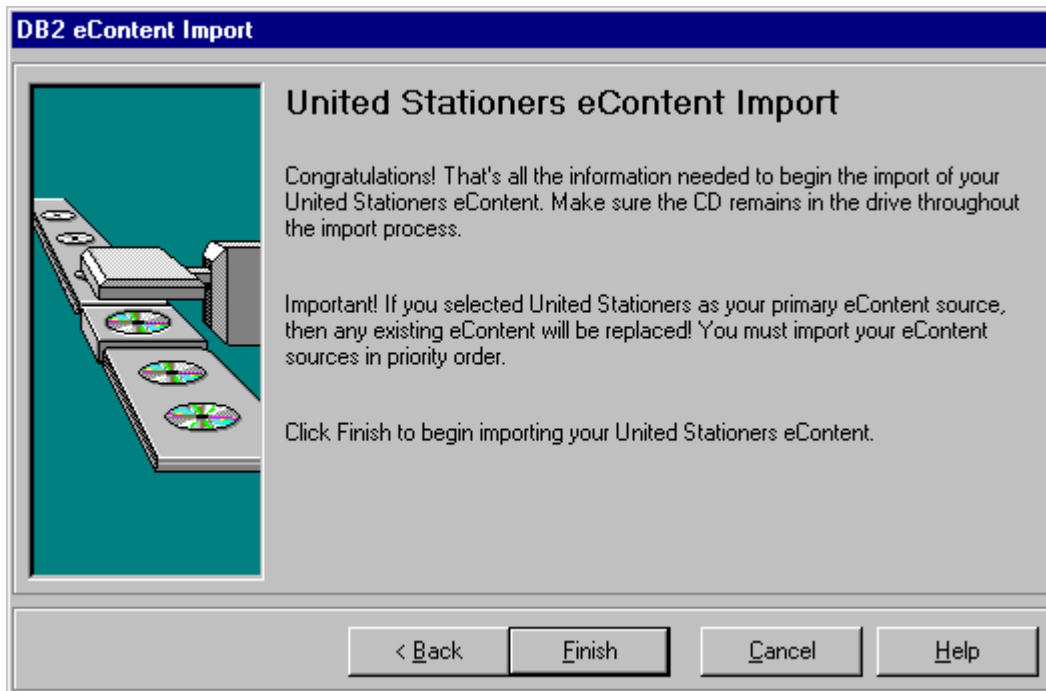 DB2 eContent Import
United Stationers eContent Import
Congratulations! That's all the information needed to begin the import of your
United Stationers eContent. Make sure the CD remains in the drive throughout
the import process.
Important! If you selected United Stationers as your primary eContent source,
then any existing eContent will be replaced! You must import your eContent
sources in priority order.
Click Finish to begin importing your United Stationers eContent.
< Back Finish Cancel Help